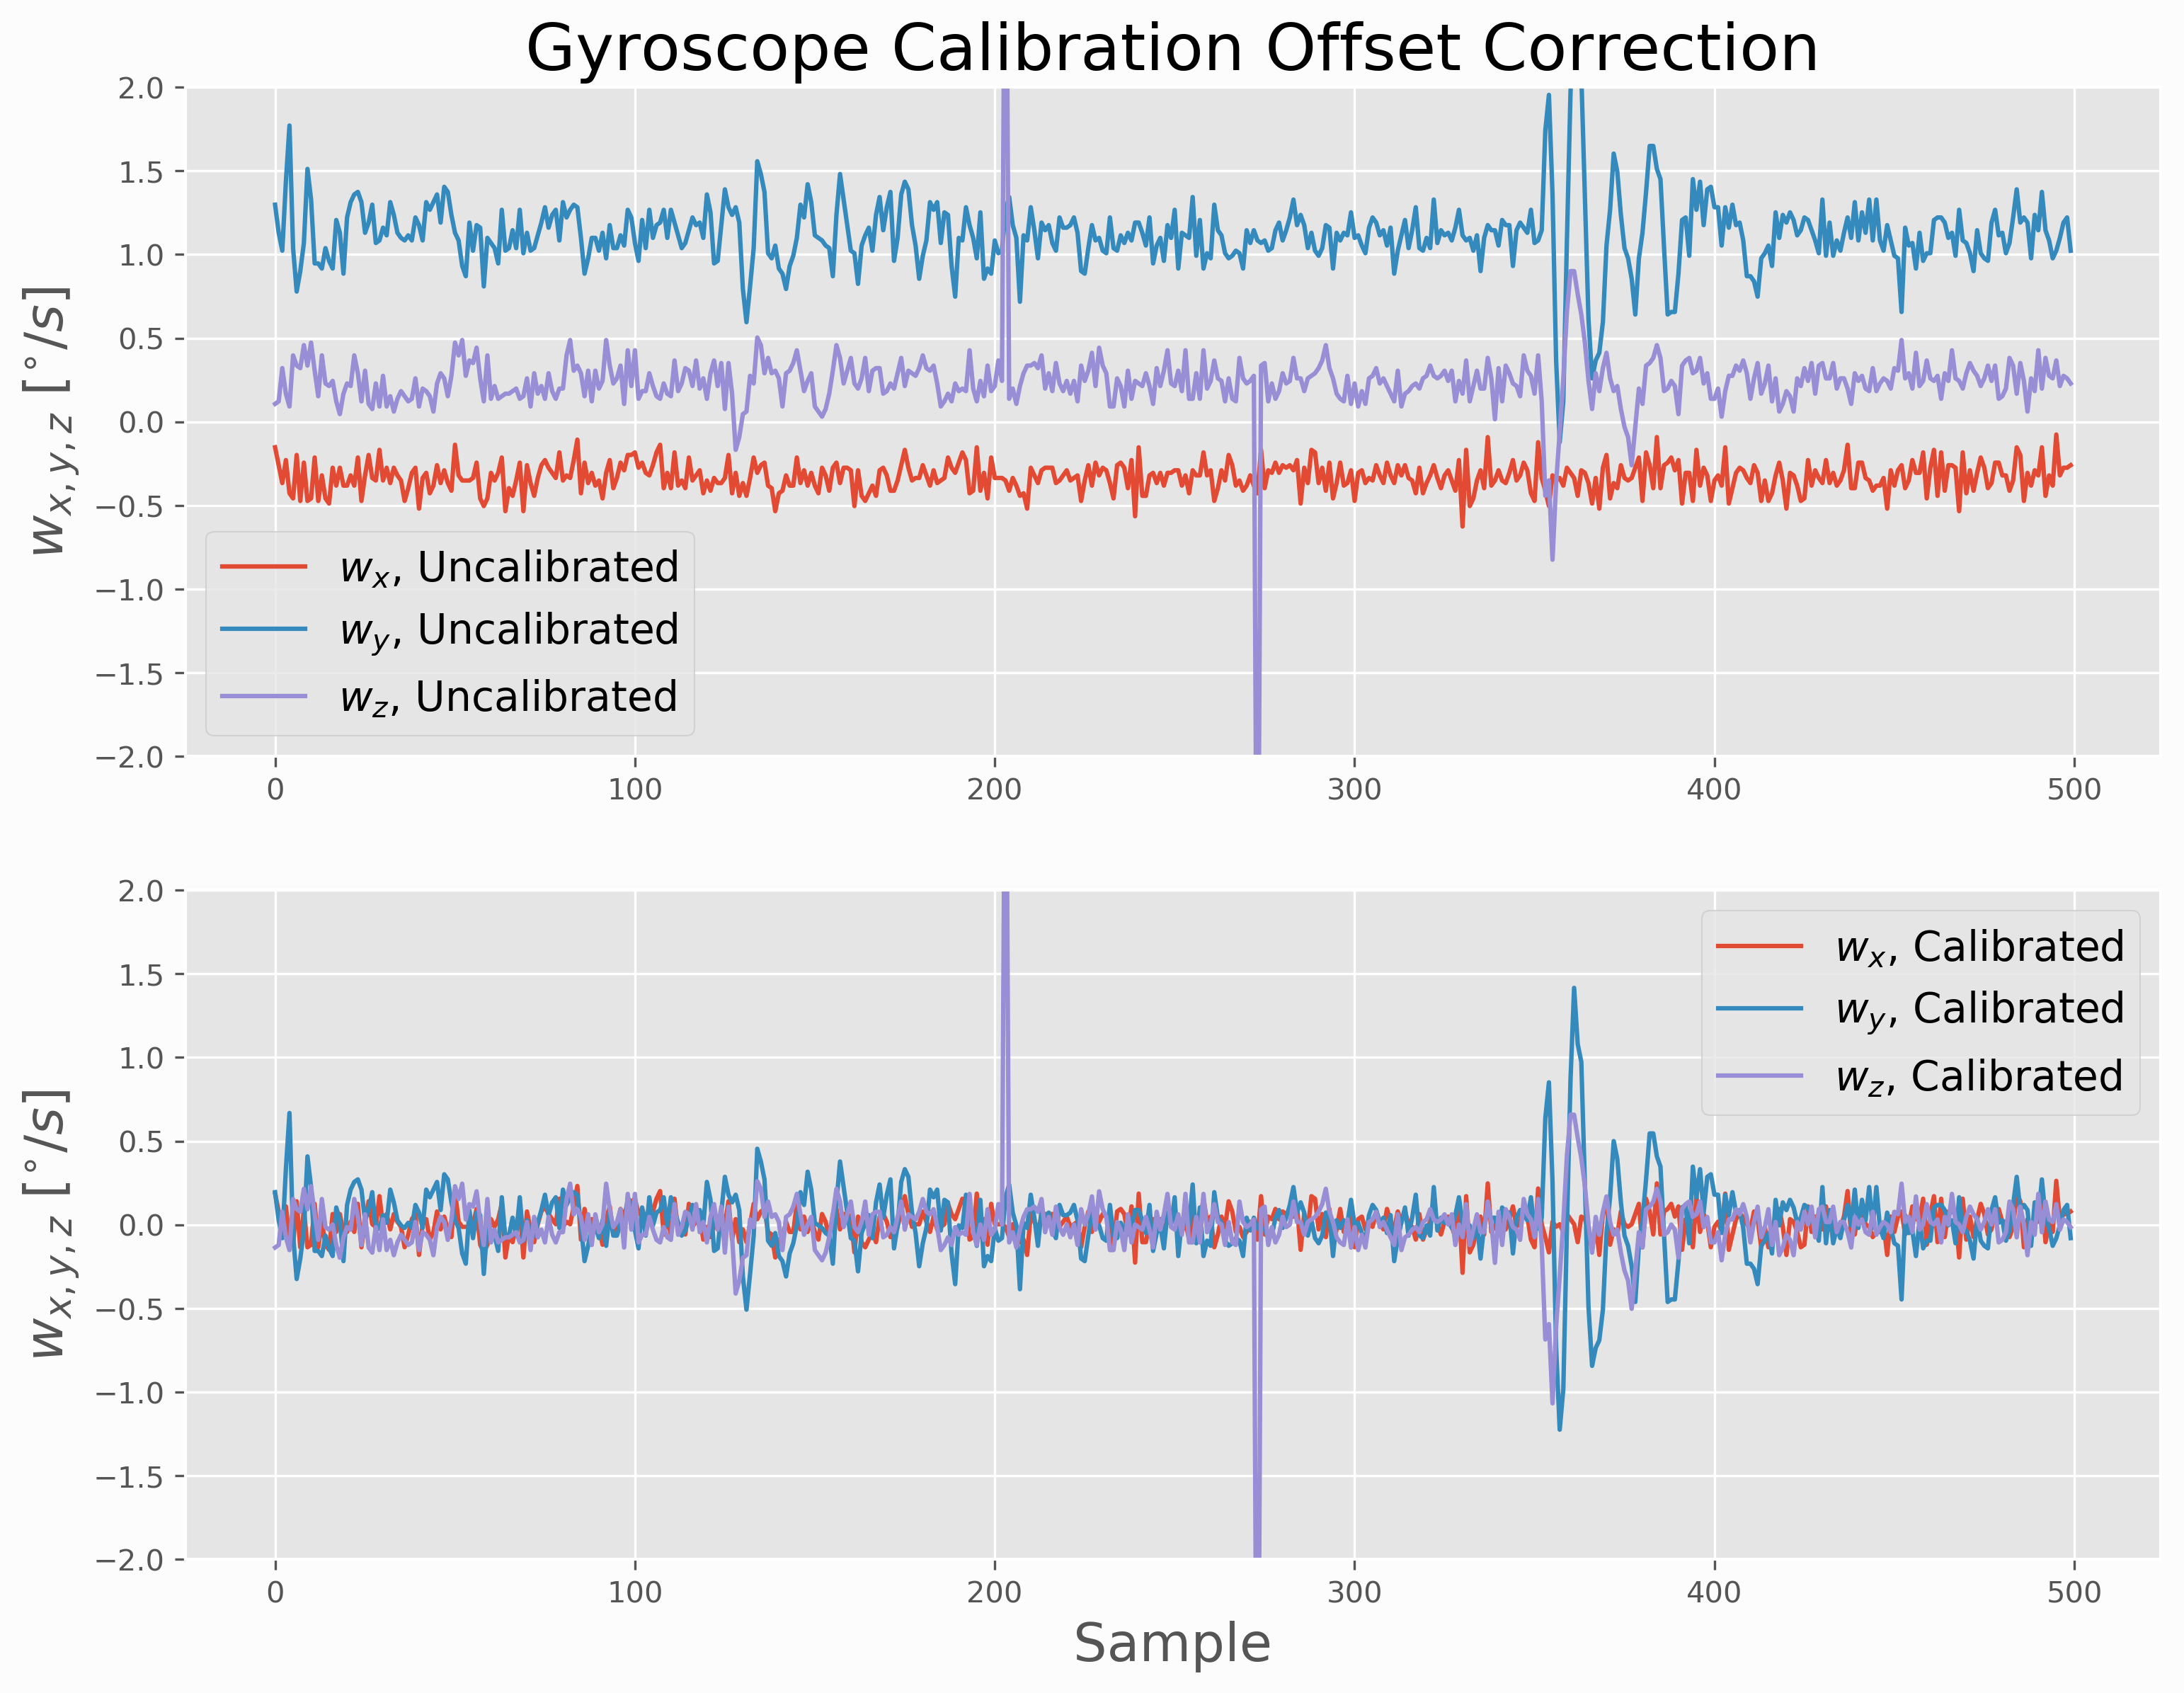 Gyroscope Calibration Offset Correction
2.0
1.5
1.0
0.5
0.0
−0.5
−1.0
−1.5
−2.0
w_{x,y,z} [°/s]
w_x, Uncalibrated
w_y, Uncalibrated
w_z, Uncalibrated
0 100 200 300 400 500
2.0
1.5
1.0
0.5
0.0
−0.5
−1.0
−1.5
−2.0
w_{x,y,z} [°/s]
w_x, Calibrated
w_y, Calibrated
w_z, Calibrated
0 100 200 300 400 500
Sample